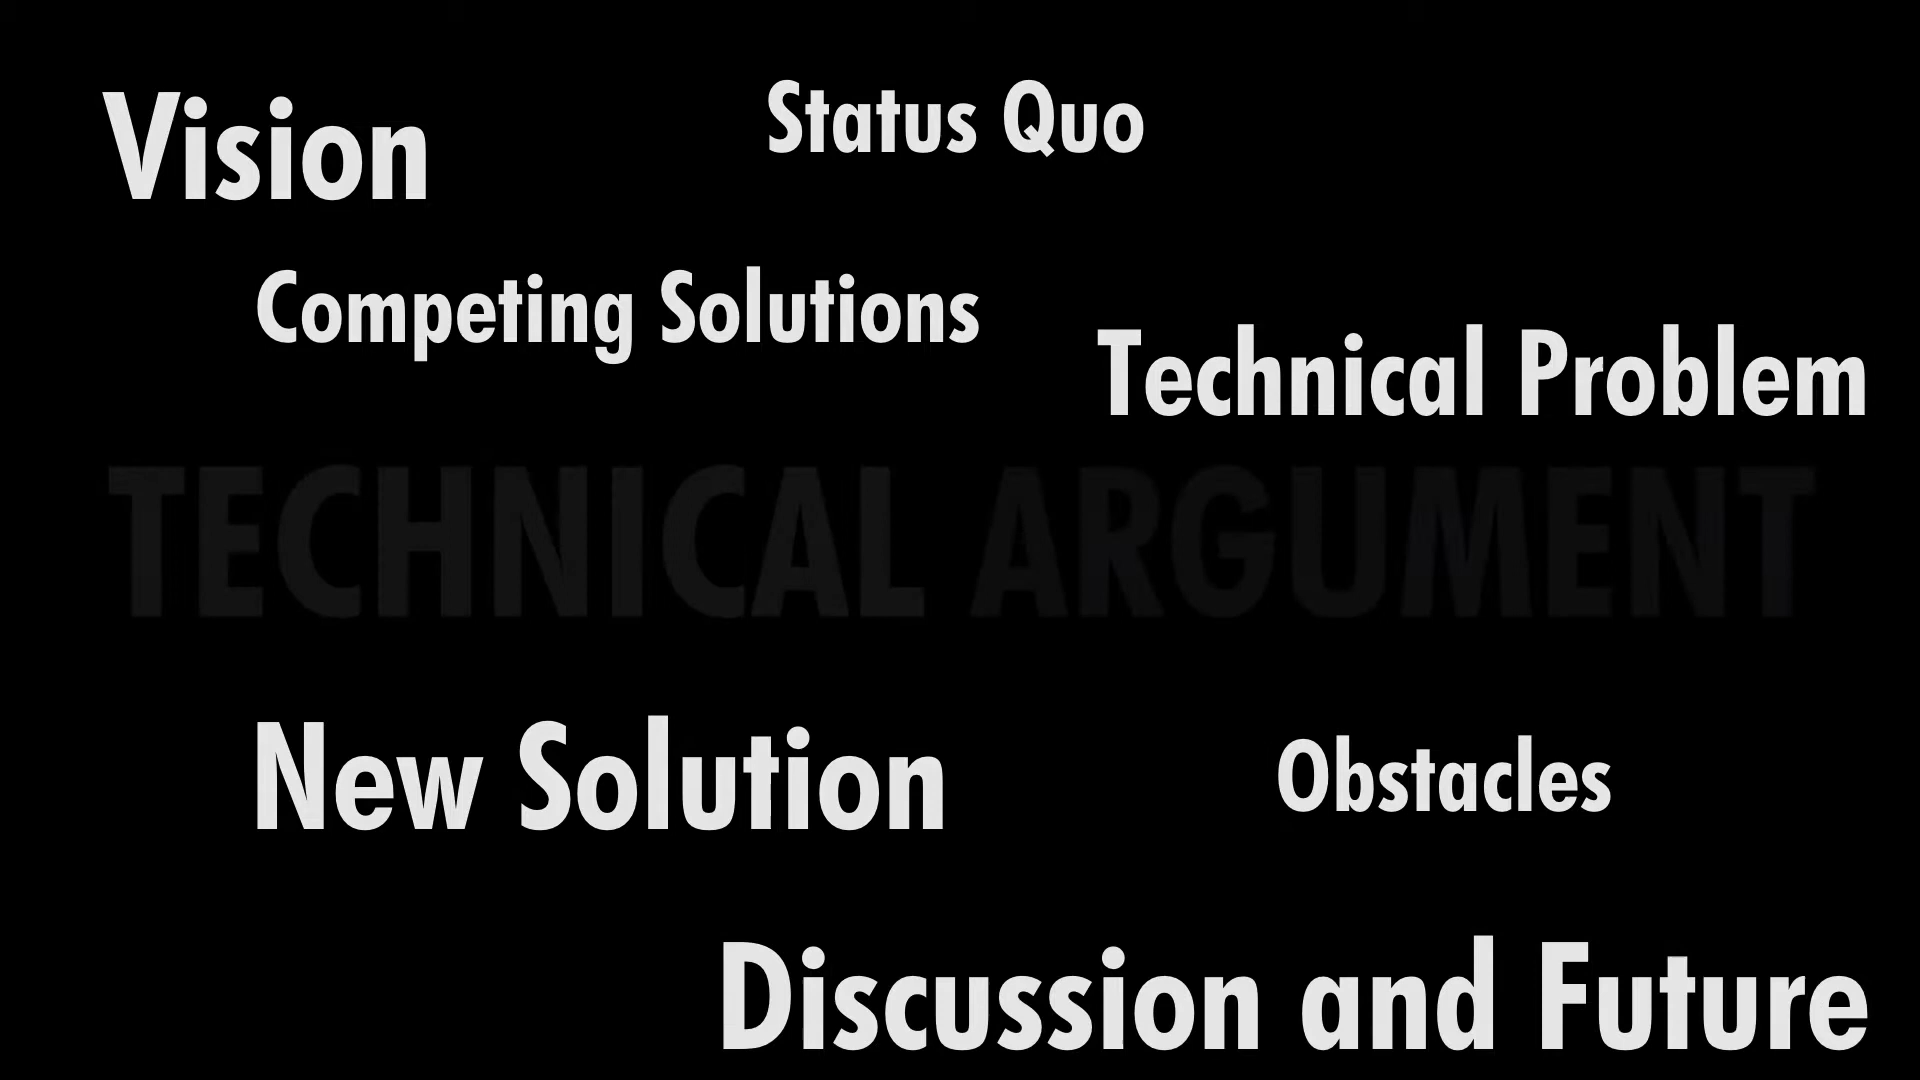 Vision
Status Quo
Competing Solutions
Technical Problem
TECHNICAL ARGUMENT
New Solution
Obstacles
Discussion and Future